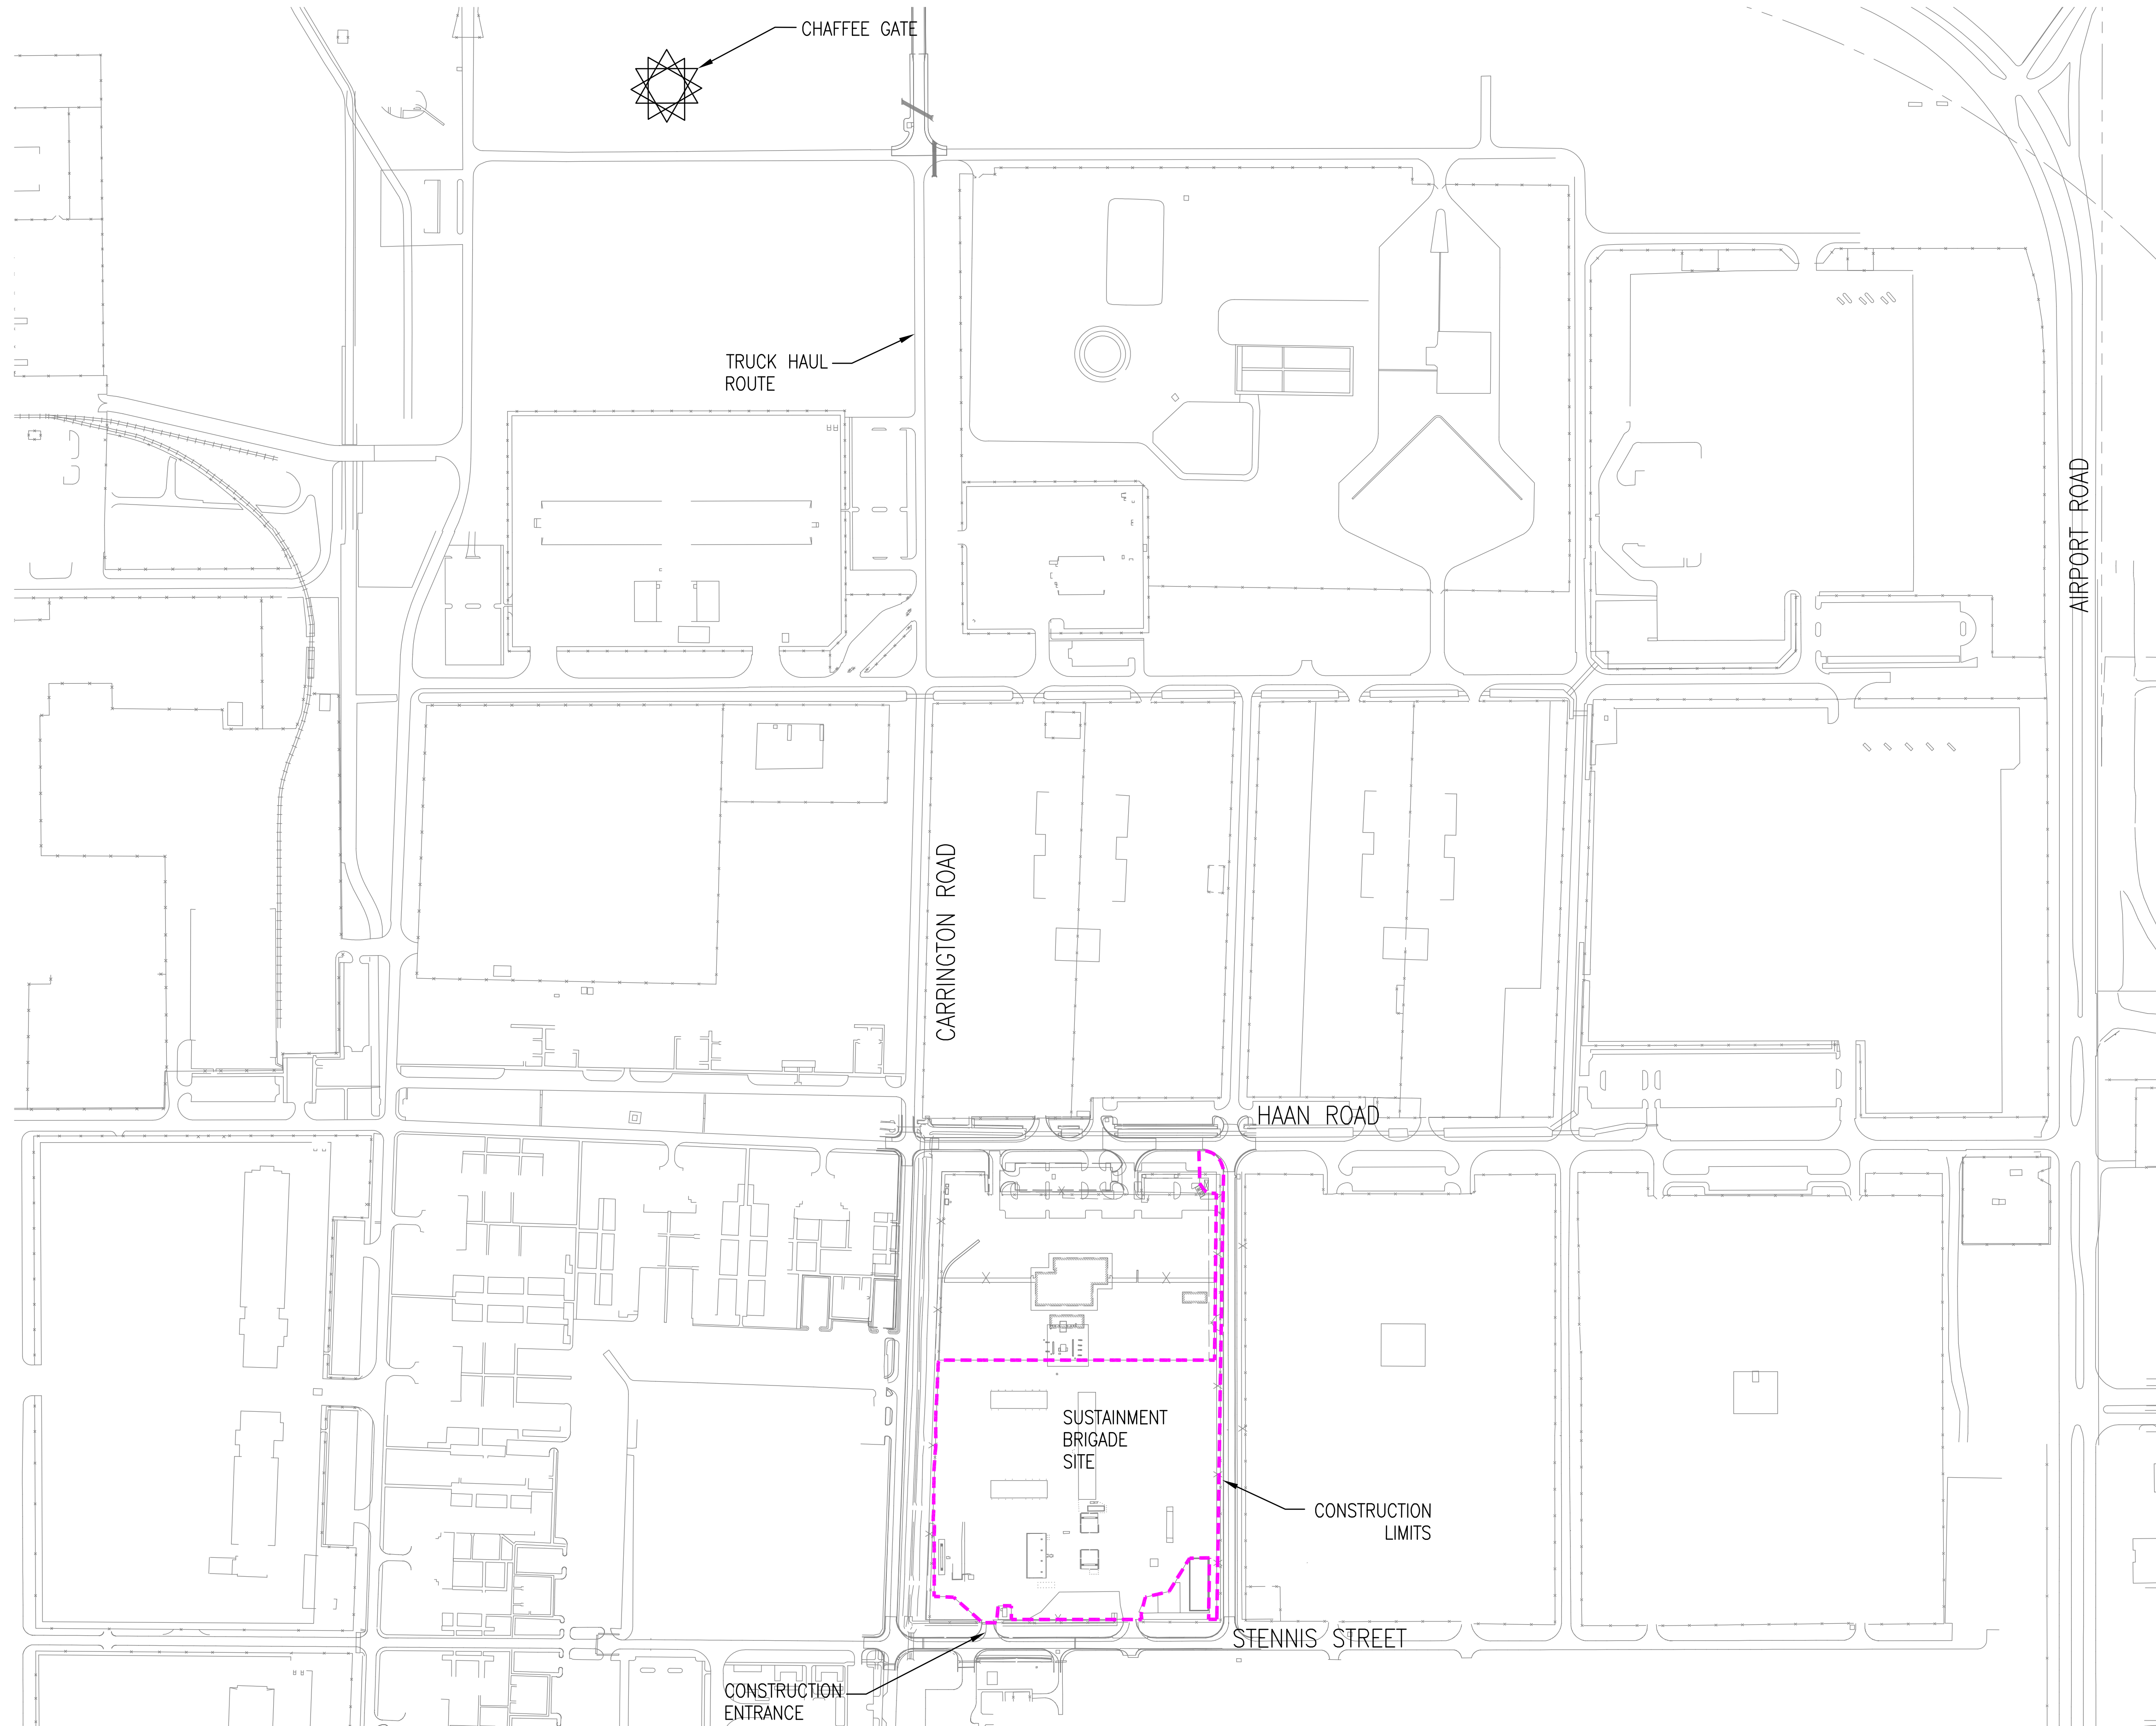 CHAFFEE GATE
TRUCK HAUL
ROUTE
AIRPORT ROAD
CARRINGTON ROAD
HAAN ROAD
SUSTAINMENT
BRIGADE
SITE
CONSTRUCTION
LIMITS
STENNIS STREET
CONSTRUCTION
ENTRANCE